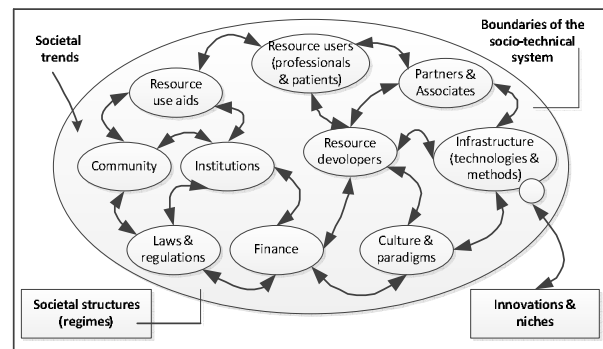 Societal
trends
Boundaries of the
socio-technical
system
Resource users
(professionals
& patients)
Partners &
Associates
Resource
use aids
Community
Institutions
Resource
devolopers
Infrastructure
(technologies &
methods)
Laws &
regulations
Finance
Culture &
paradigms
Societal structures
(regimes)
Innovations &
niches